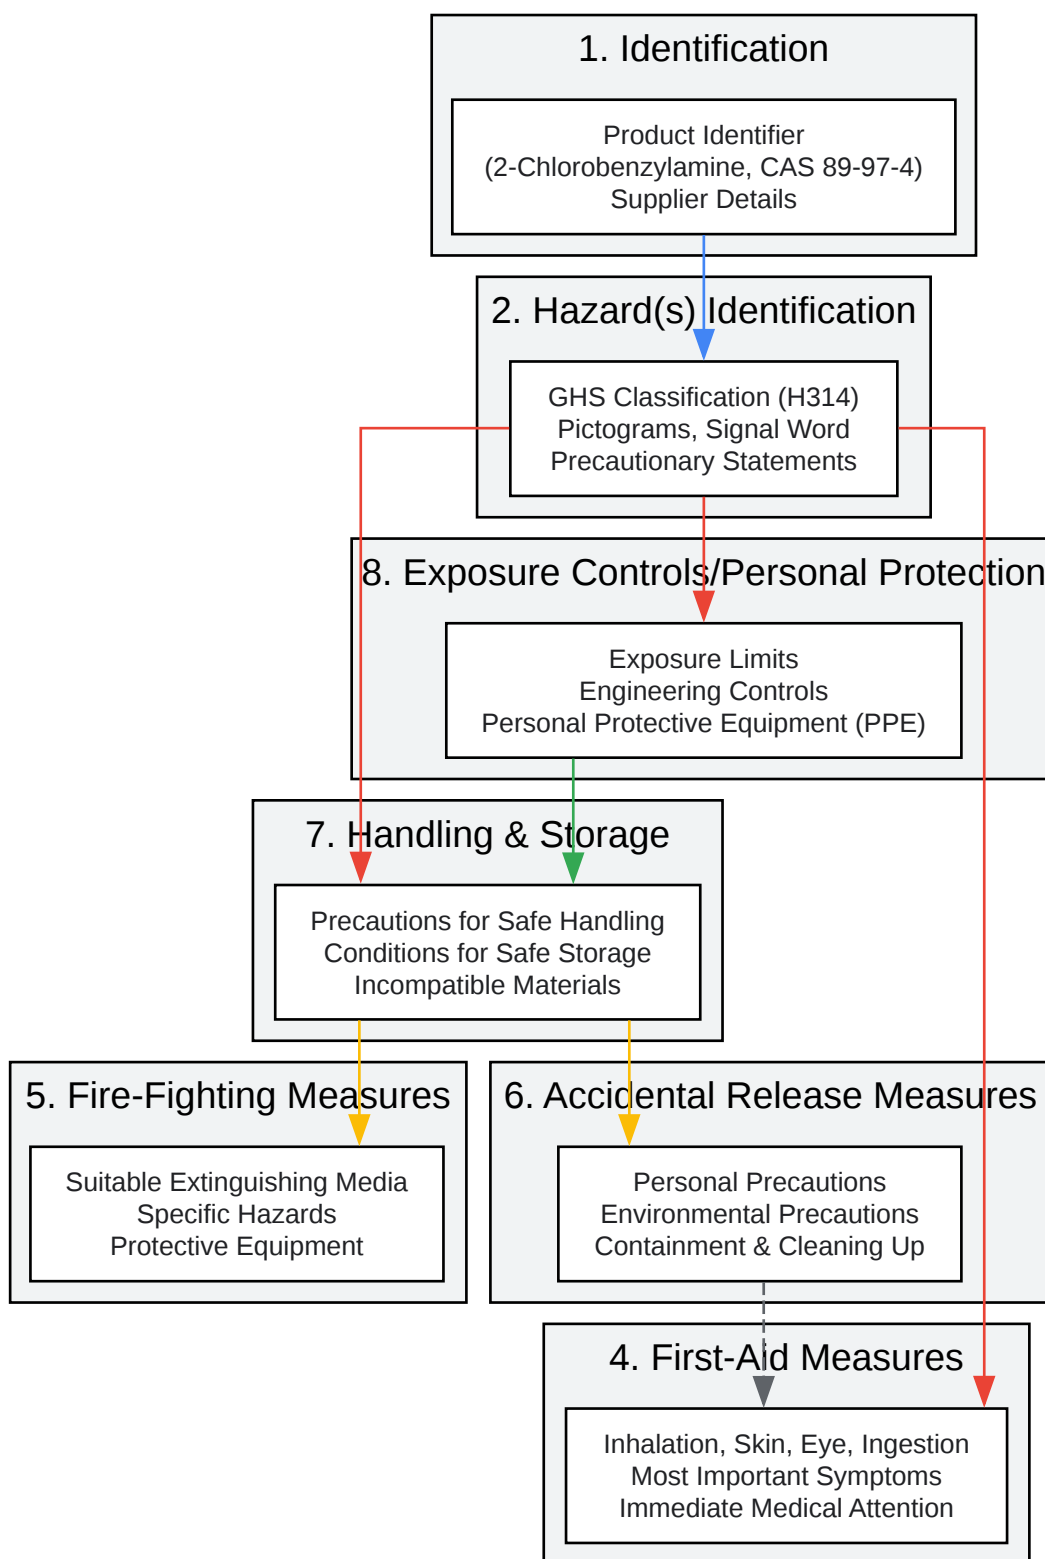 1. Identification
Product Identifier
(2-Chlorobenzylamine, CAS 89-97-4)
Supplier Details
2. Hazard(s) Identification
GHS Classification (H314)
Pictograms, Signal Word
Precautionary Statements
8. Exposure Controls/Personal Protection
Exposure Limits
Engineering Controls
Personal Protective Equipment (PPE)
7. Handling & Storage
Precautions for Safe Handling
Conditions for Safe Storage
Incompatible Materials
5. Fire-Fighting Measures
Suitable Extinguishing Media
Specific Hazards
Protective Equipment
6. Accidental Release Measures
Personal Precautions
Environmental Precautions
Containment & Cleaning Up
4. First-Aid Measures
Inhalation, Skin, Eye, Ingestion
Most Important Symptoms
Immediate Medical Attention